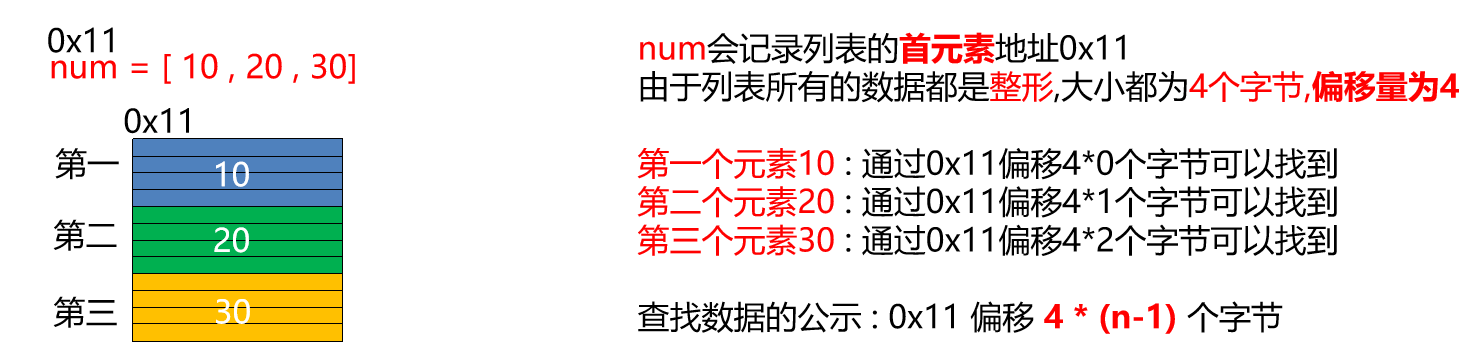 0x11
num = [ 10 , 20 , 30]
0x11
第一
10
第二
20
第三
30
num会记录列表的首元素地址0x11
由于列表所有的数据都是整形,大小都为4个字节,偏移量为4
第一个元素10 : 通过0x11偏移4*0个字节可以找到
第二个元素20 : 通过0x11偏移4*1个字节可以找到
第三个元素30 : 通过0x11偏移4*2个字节可以找到
查找数据的公示 : 0x11 偏移 4 * (n-1) 个字节